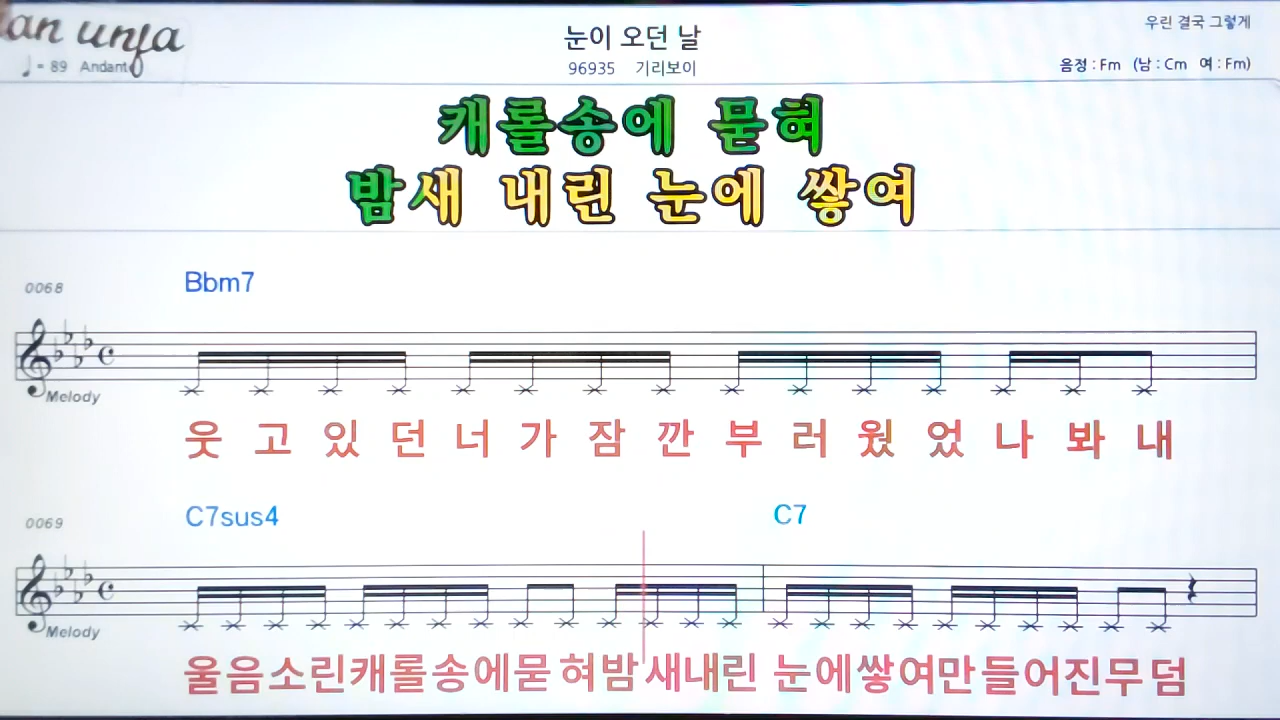 an unfa
♩= 89 Andant
눈이 오던 날
96935 기리보이
우린 결국 그렇게
음정 : Fm (남 : Cm 여 : Fm)
캐롤송에 묻혀
밤새 내린 눈에 쌓여
0068
Bbm7
Melody
웃 고 있 던 너 가 잠 깐 부 러 웠 었 나 봐 내
0069
C7sus4 C7
Melody
울음소린캐롤송에묻 혀밤새내린 눈에쌓여만들어진무덤